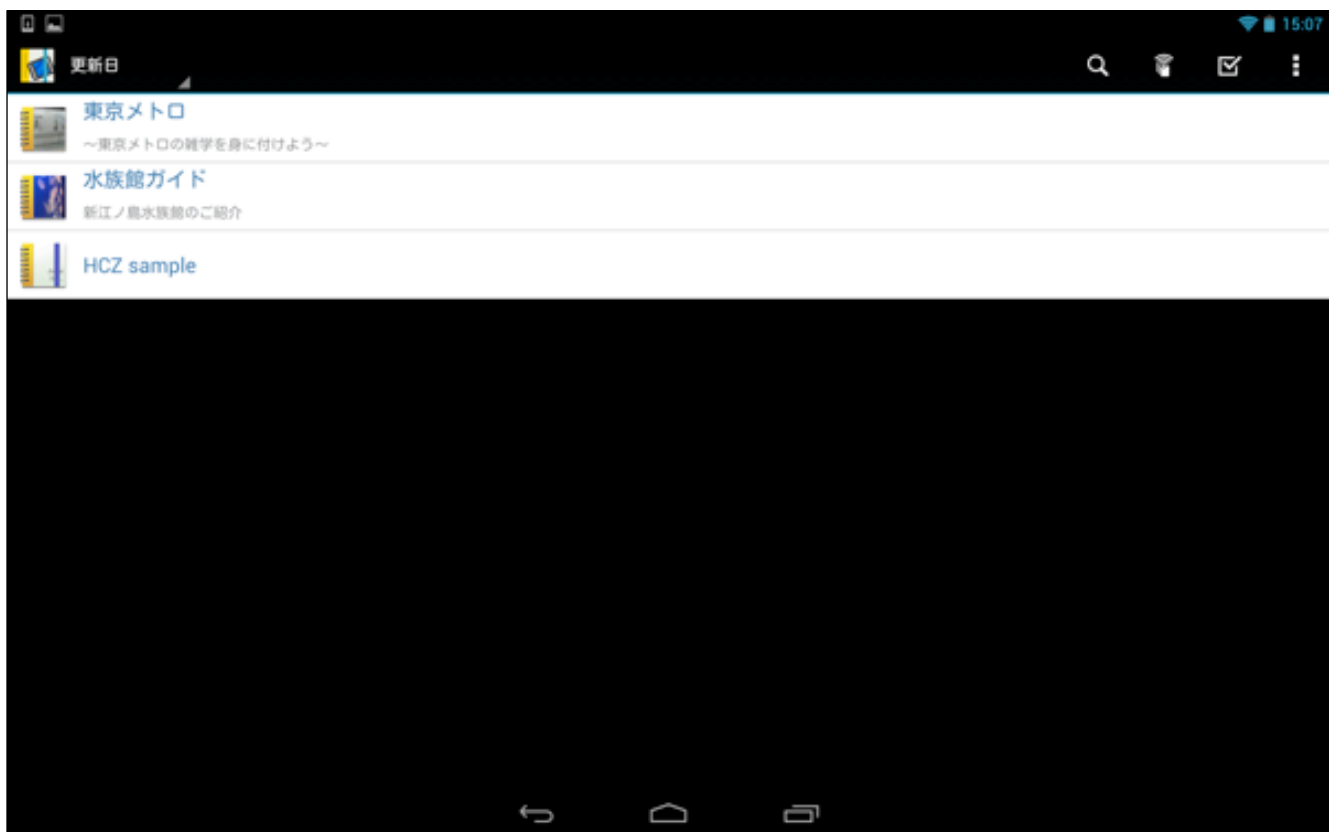 15:07
更新日
東京メトロ
～東京メトロの雑学を身に付けよう～
水族館ガイド
新江ノ島水族館のご紹介
HCZ sample